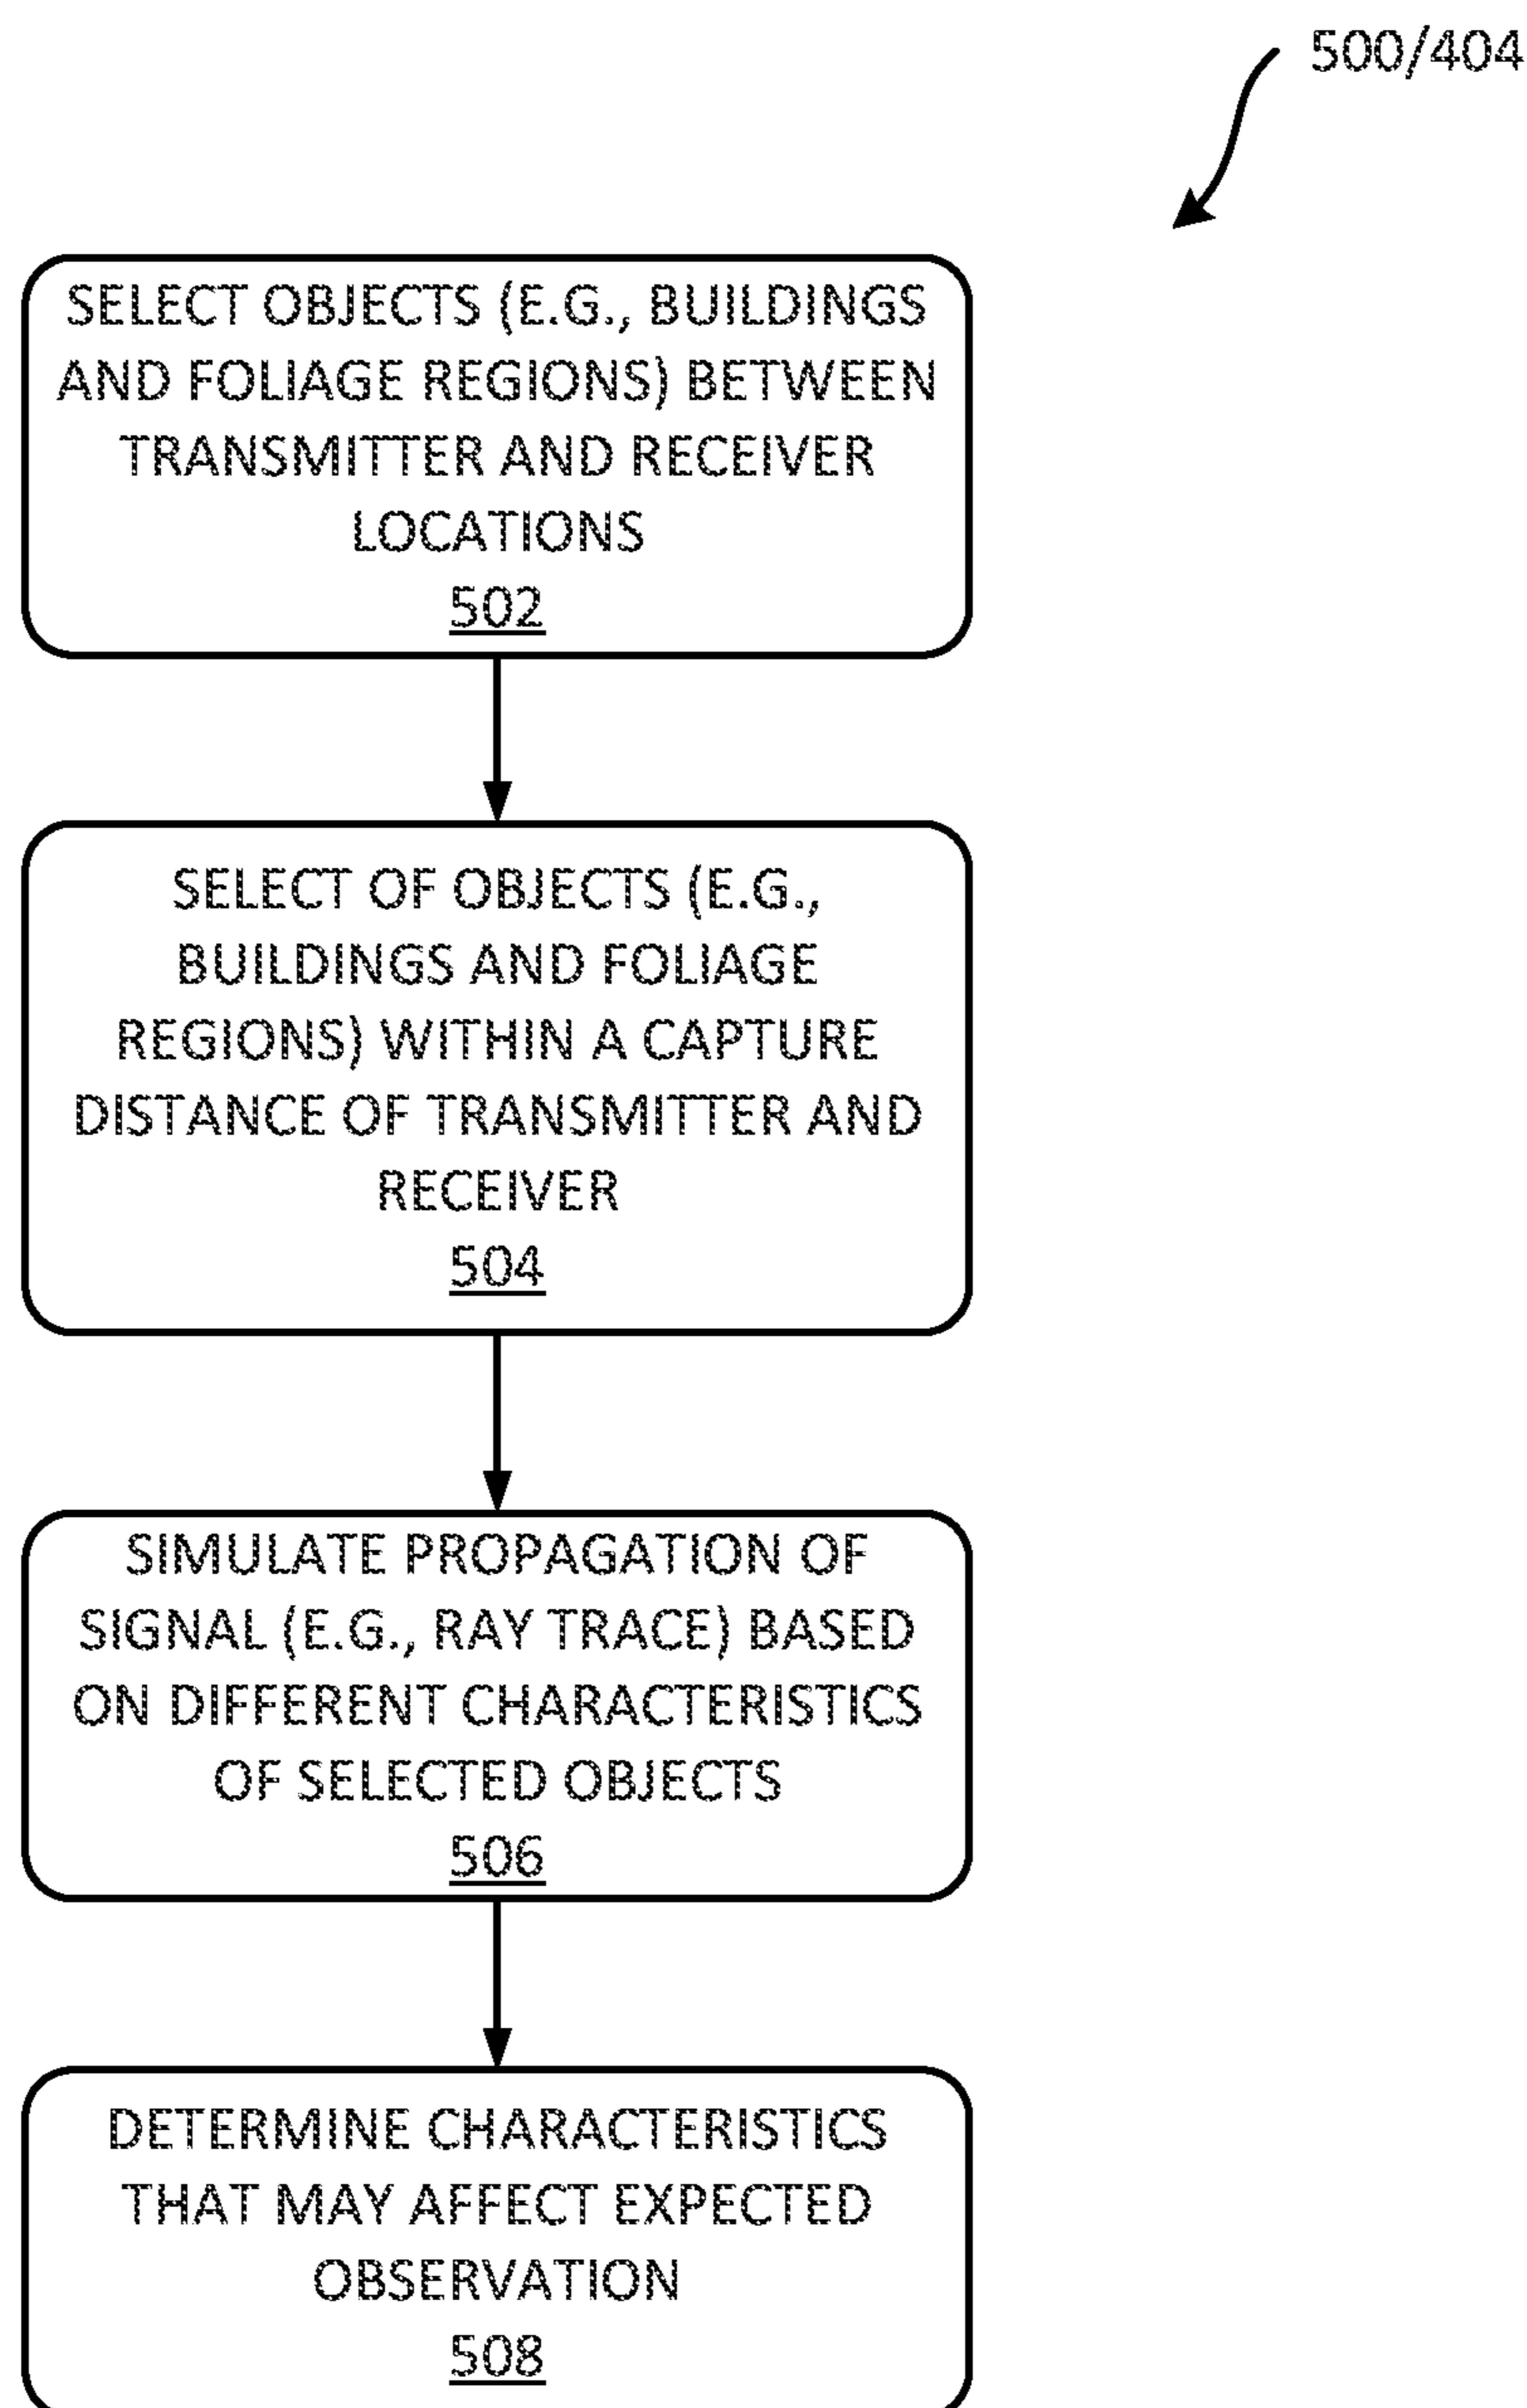 500/404
SELECT OBJECTS (E.G., BUILDINGS
AND FOLIAGE REGIONS) BETWEEN
TRANSMITTER AND RECEIVER
LOCATIONS
502
SELECT OF OBJECTS (E.G.,
BUILDINGS AND FOLIAGE
REGIONS) WITHIN A CAPTURE
DISTANCE OF TRANSMITTER AND
RECEIVER
504
SIMULATE PROPAGATION OF
SIGNAL (E.G., RAY TRACE) BASED
ON DIFFERENT CHARACTERISTICS
OF SELECTED OBJECTS
506
DETERMINE CHARACTERISTICS
THAT MAY AFFECT EXPECTED
OBSERVATION
508